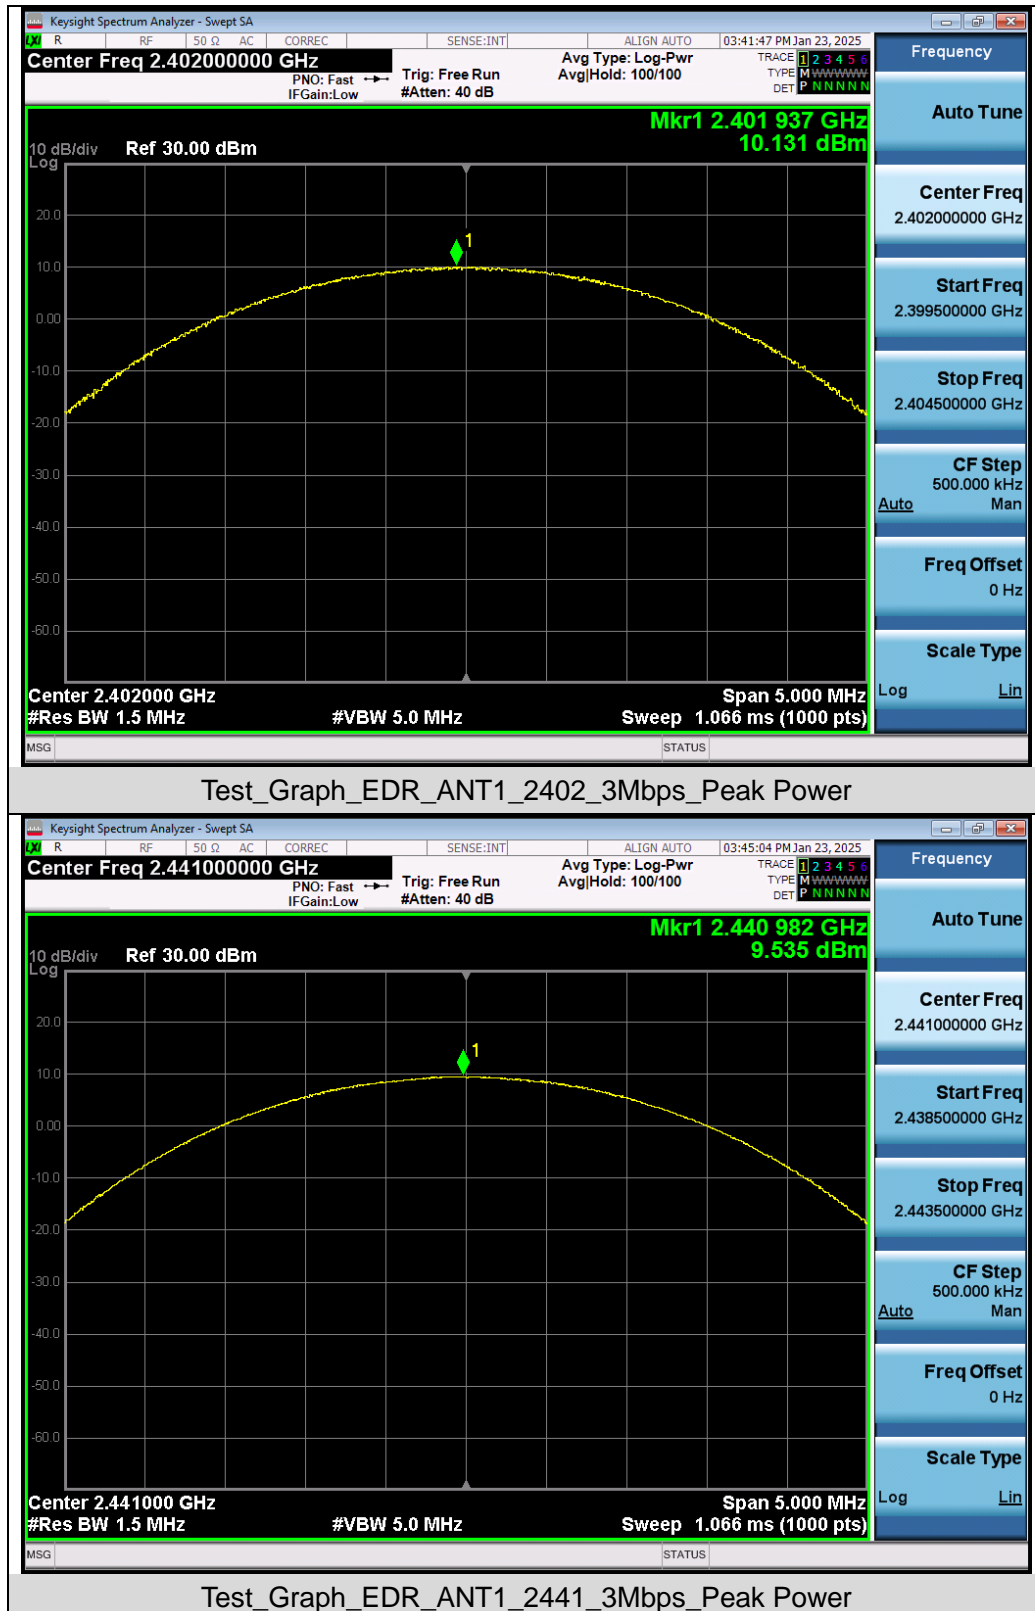 Keysight Spectrum Analyzer - Swept SA
LXI R RF 50 Ω AC CORREC SENSE:INT ALIGN AUTO 03:41:47 PM Jan 23, 2025
Center Freq 2.402000000 GHz
PNO: Fast Trig: Free Run Avg Type: Log-Pwr TRACE 1 2 3 4 5 6
IFGain:Low #Atten: 40 dB Avg|Hold: 100/100 TYPE M WWWWW
DET P N N N N N
Mkr1 2.401 937 GHz
10.131 dBm
10 dB/div Ref 30.00 dBm
Log
20.0
1
10.0
0.00
-10.0
-20.0
-30.0
-40.0
-50.0
-60.0
Center 2.402000 GHz Span 5.000 MHz
#Res BW 1.5 MHz #VBW 5.0 MHz Sweep 1.066 ms (1000 pts)
MSG STATUS
Frequency
Auto Tune
Center Freq
2.402000000 GHz
Start Freq
2.399500000 GHz
Stop Freq
2.404500000 GHz
CF Step
500.000 kHz
Auto Man
Freq Offset
0 Hz
Scale Type
Log Lin
Test_Graph_EDR_ANT1_2402_3Mbps_Peak Power
Keysight Spectrum Analyzer - Swept SA
LXI R RF 50 Ω AC CORREC SENSE:INT ALIGN AUTO 03:45:04 PM Jan 23, 2025
Center Freq 2.441000000 GHz
PNO: Fast Trig: Free Run Avg Type: Log-Pwr TRACE 1 2 3 4 5 6
IFGain:Low #Atten: 40 dB Avg|Hold: 100/100 TYPE M WWWWW
DET P N N N N N
Mkr1 2.440 982 GHz
9.535 dBm
10 dB/div Ref 30.00 dBm
Log
20.0
1
10.0
0.00
-10.0
-20.0
-30.0
-40.0
-50.0
-60.0
Center 2.441000 GHz Span 5.000 MHz
#Res BW 1.5 MHz #VBW 5.0 MHz Sweep 1.066 ms (1000 pts)
MSG STATUS
Frequency
Auto Tune
Center Freq
2.441000000 GHz
Start Freq
2.438500000 GHz
Stop Freq
2.443500000 GHz
CF Step
500.000 kHz
Auto Man
Freq Offset
0 Hz
Scale Type
Log Lin
Test_Graph_EDR_ANT1_2441_3Mbps_Peak Power